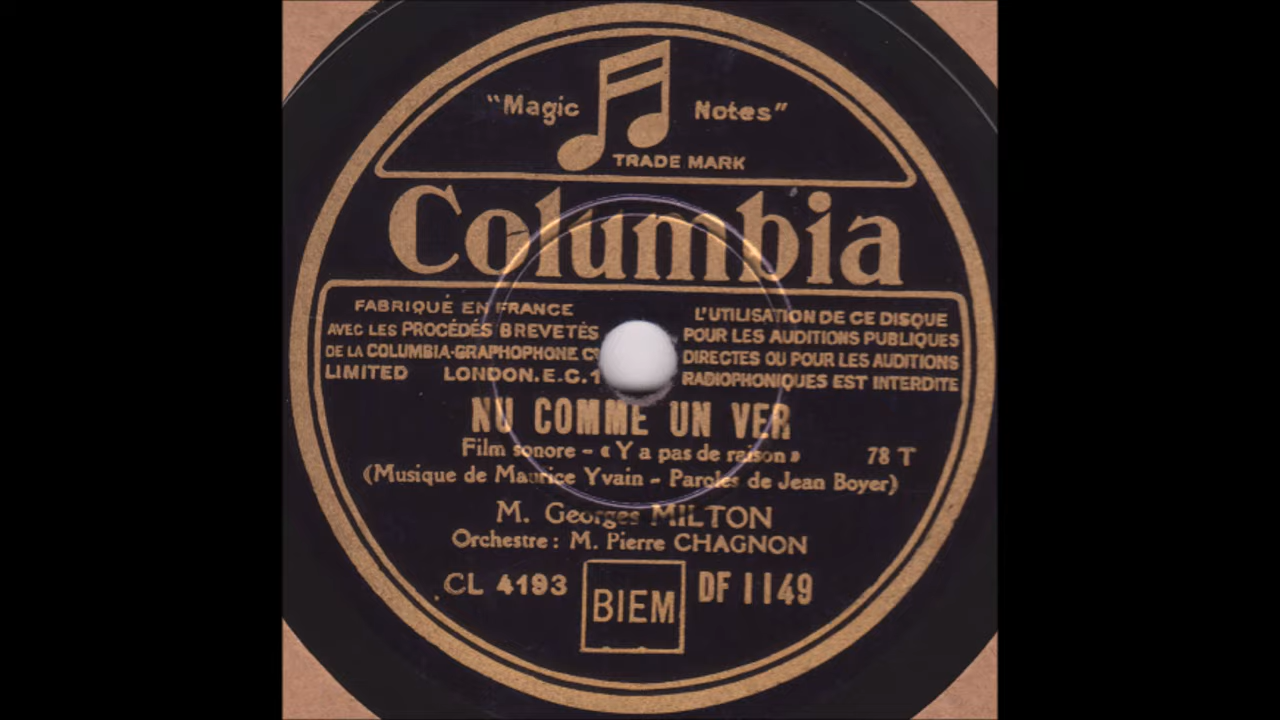 "Magic Notes"
TRADE MARK
Columbia
FABRIQUÉ EN FRANCE
AVEC LES PROCÉDÉS BREVETÉS
DE LA COLUMBIA-GRAPHOPHONE Cº
LIMITED LONDON.E.C.1
L'UTILISATION DE CE DISQUE
POUR LES AUDITIONS PUBLIQUES
DIRECTES OU POUR LES AUDITIONS
RADIOPHONIQUES EST INTERDITE
NU COMME UN VER
Film sonore - « Y a pas de raison » 78 T
(Musique de Maurice Yvain - Paroles de Jean Boyer)
M. Georges MILTON
Orchestre : M. Pierre CHAGNON
CL 4193 BIEM DF 1149